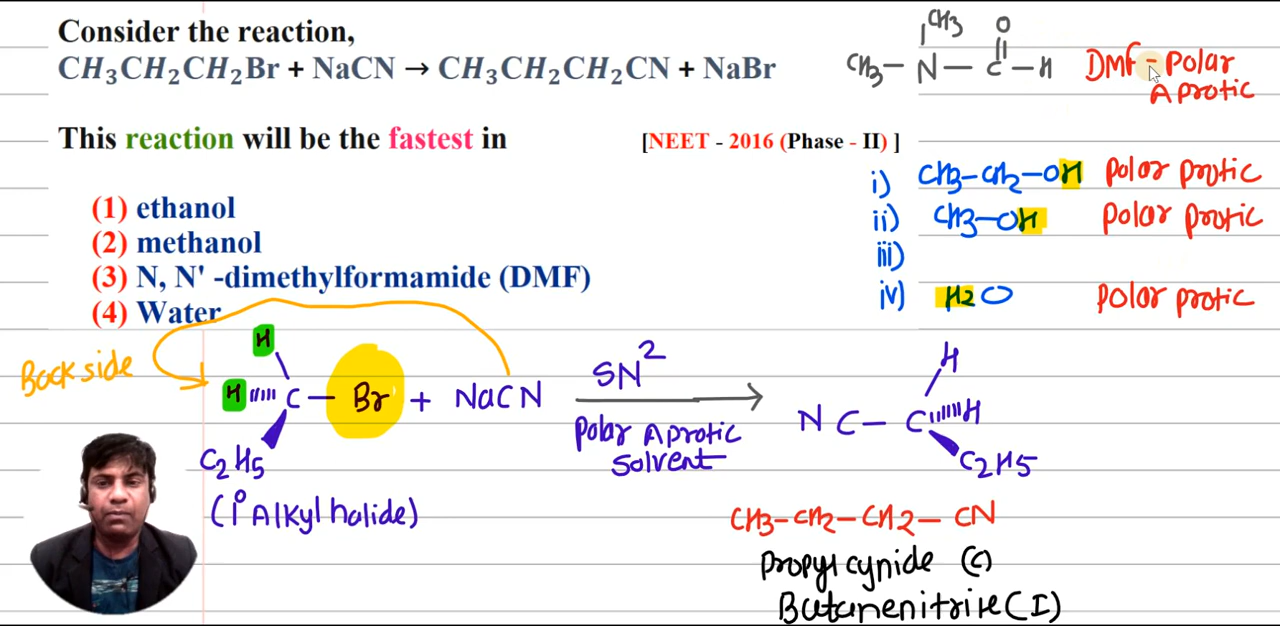 Consider the reaction,
CH₃CH₂CH₂Br + NaCN → CH₃CH₂CH₂CN + NaBr
This reaction will be the fastest in
[NEET - 2016 (Phase - II) ]
(1) ethanol
(2) methanol
(3) N, N' -dimethylformamide (DMF)
(4) Water
CH3 O
CH3— N — C — H DMF - Polar
Aprotic
i) CH3-CH2-OH Polar protic
ii) CH3-OH Polar protic
iii)
iv) H2O Polar protic
Back side
H
H C — Br + NaCN
C2H5
(1° Alkyl halide)
SN2
Polar Aprotic
Solvent
H
NC — C H
C2H5
CH3-CH2-CH2-CN
Propyl cynide (C)
Butanenitrile (I)